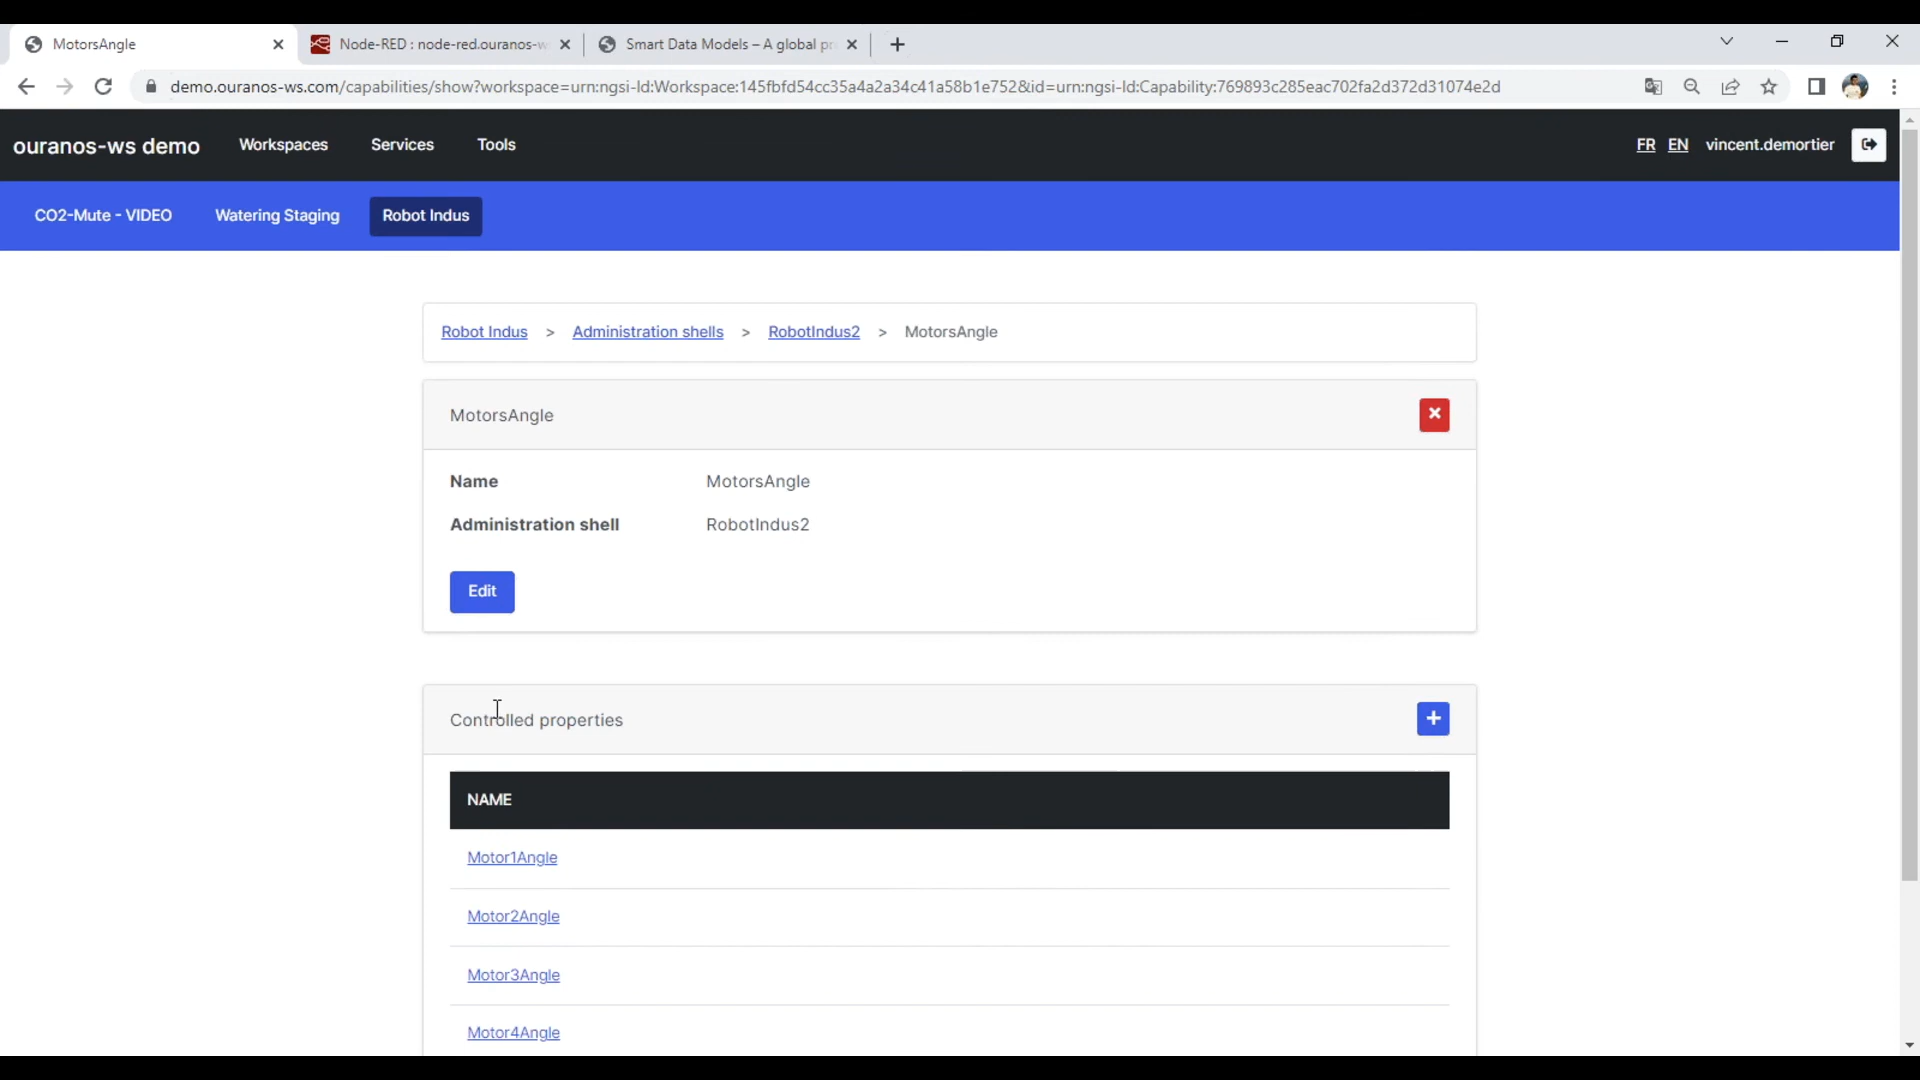 MotorsAngle
Node-RED : node-red.ouranos-w
Smart Data Models – A global pr
demo.ouranos-ws.com/capabilities/show?workspace=urn:ngsi-ld:Workspace:145fbfd54cc35a4a2a34c41a58b1e752&id=urn:ngsi-ld:Capability:769893c285eac702fa2d372d31074e2d
ouranos-ws demo Workspaces Services Tools FR EN vincent.demortier
CO2-Mute - VIDEO Watering Staging Robot Indus
Robot Indus > Administration shells > RobotIndus2 > MotorsAngle
MotorsAngle
Name MotorsAngle
Administration shell RobotIndus2
Edit
Controlled properties
NAME
Motor1Angle
Motor2Angle
Motor3Angle
Motor4Angle